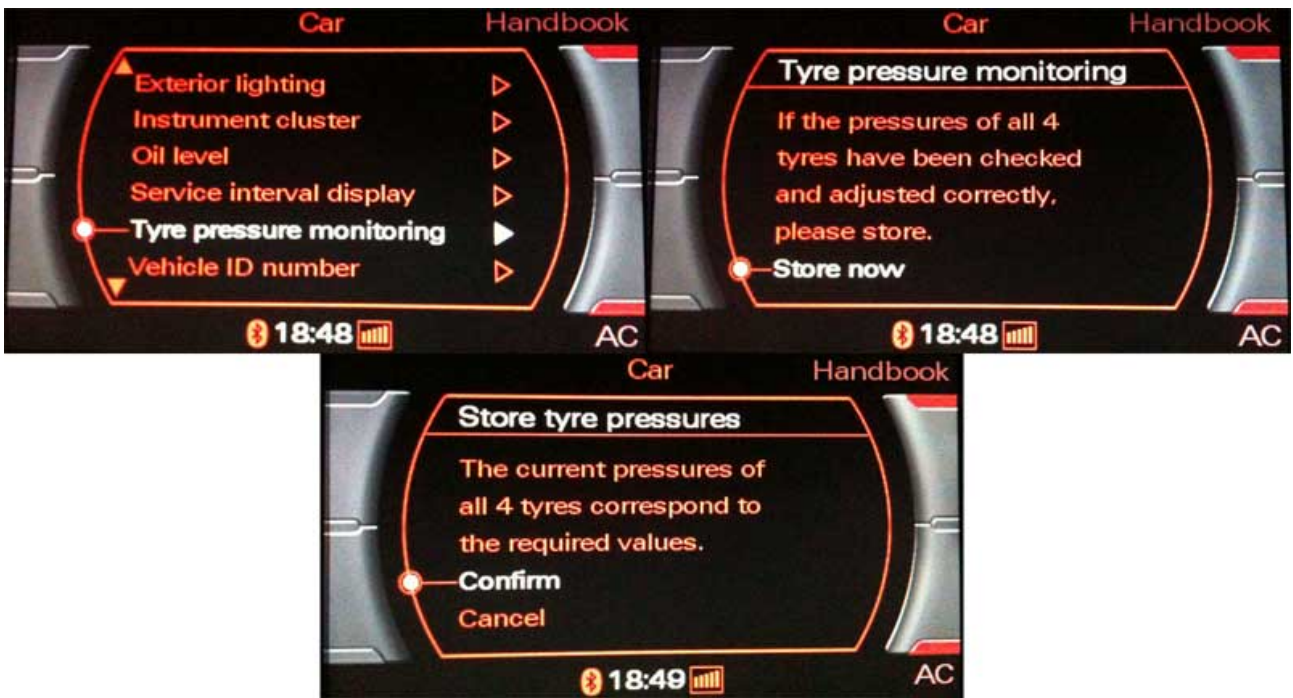 Car Handbook
Exterior lighting
Instrument cluster
Oil level
Service interval display
Tyre pressure monitoring
Vehicle ID number
18:48 AC
Car Handbook
Tyre pressure monitoring
If the pressures of all 4
tyres have been checked
and adjusted correctly,
please store.
Store now
18:48 AC
Car Handbook
Store tyre pressures
The current pressures of
all 4 tyres correspond to
the required values.
Confirm
Cancel
18:49 AC